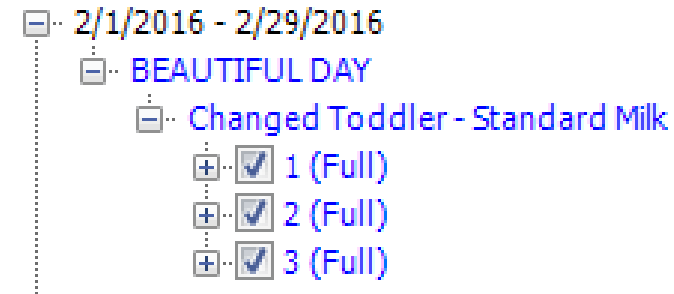 2/1/2016 - 2/29/2016
BEAUTIFUL DAY
Changed Toddler - Standard Milk
1 (Full)
2 (Full)
3 (Full)